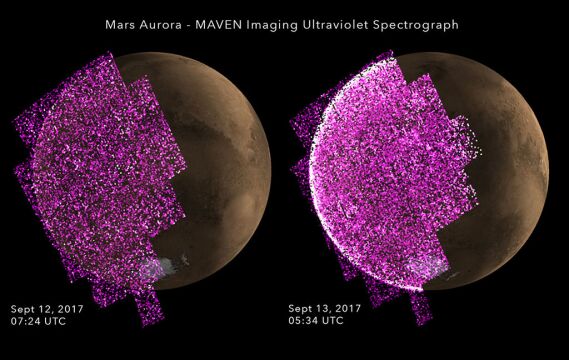 Mars Aurora - MAVEN Imaging Ultraviolet Spectrograph
Sept 12, 2017
07:24 UTC
Sept 13, 2017
05:34 UTC